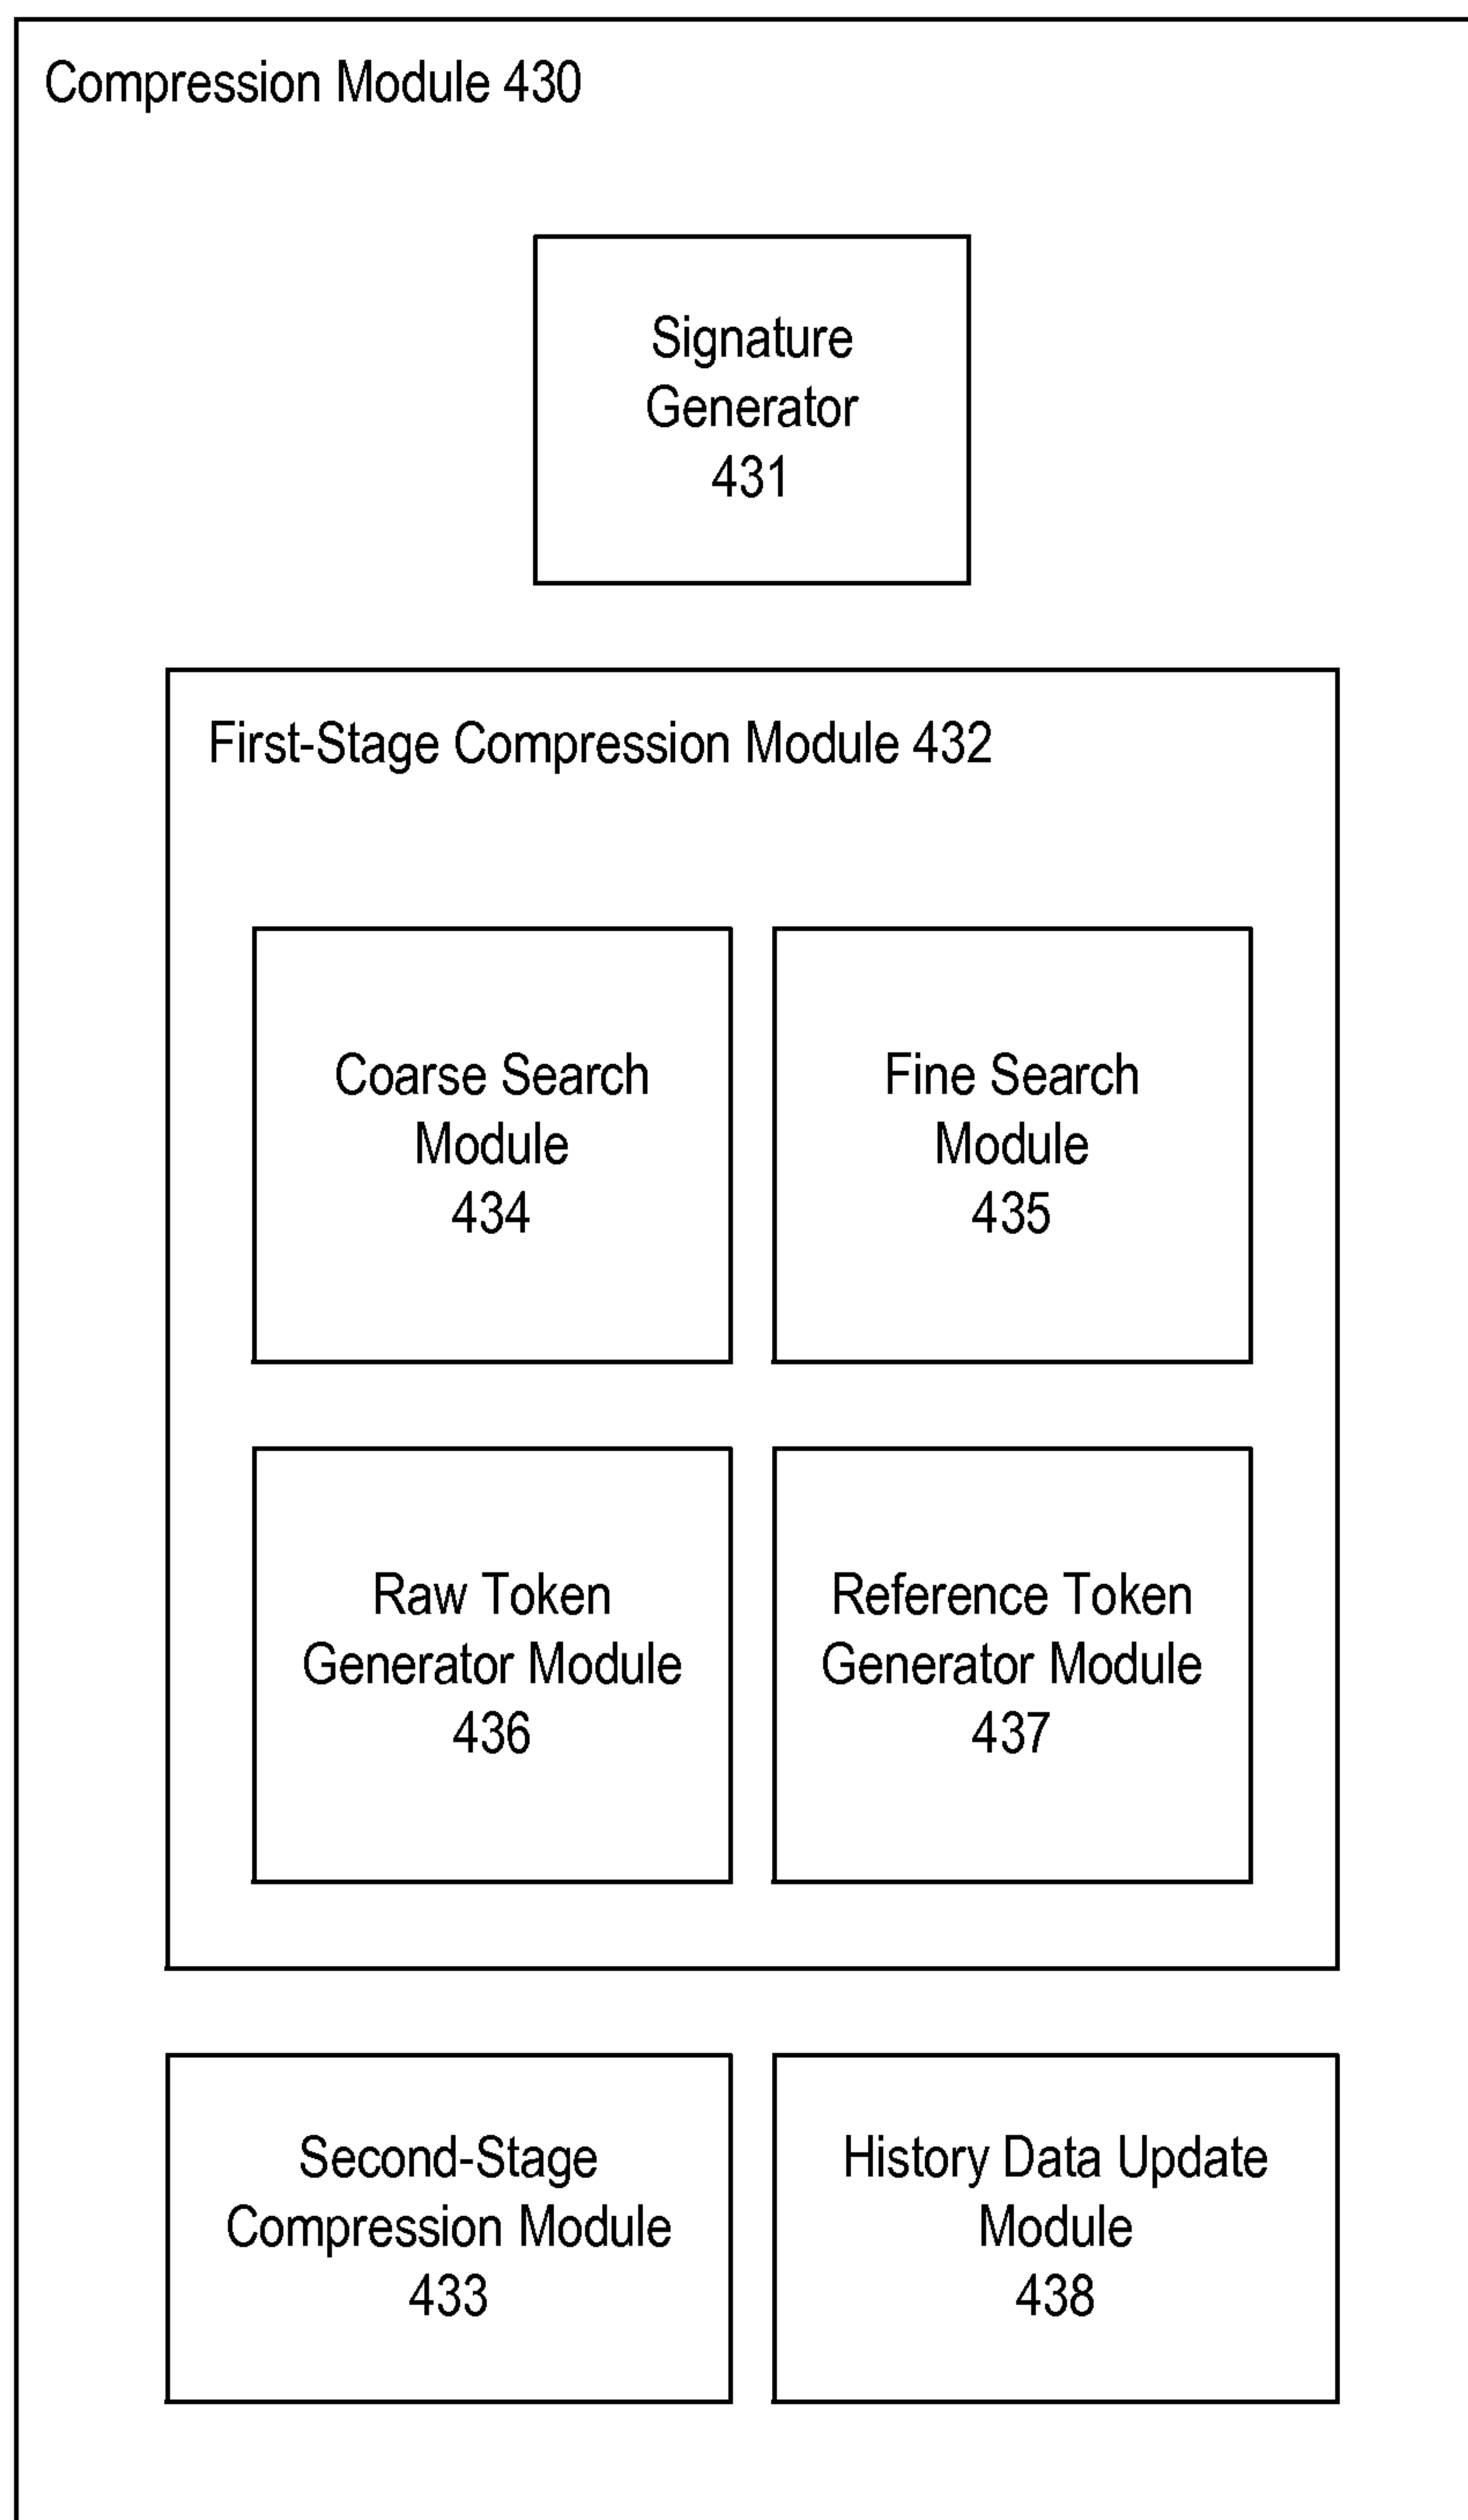 Compression Module 430
Signature
Generator
431
First-Stage Compression Module 432
Coarse Search
Module
434
Fine Search
Module
435
Raw Token
Generator Module
436
Reference Token
Generator Module
437
Second-Stage
Compression Module
433
History Data Update
Module
438